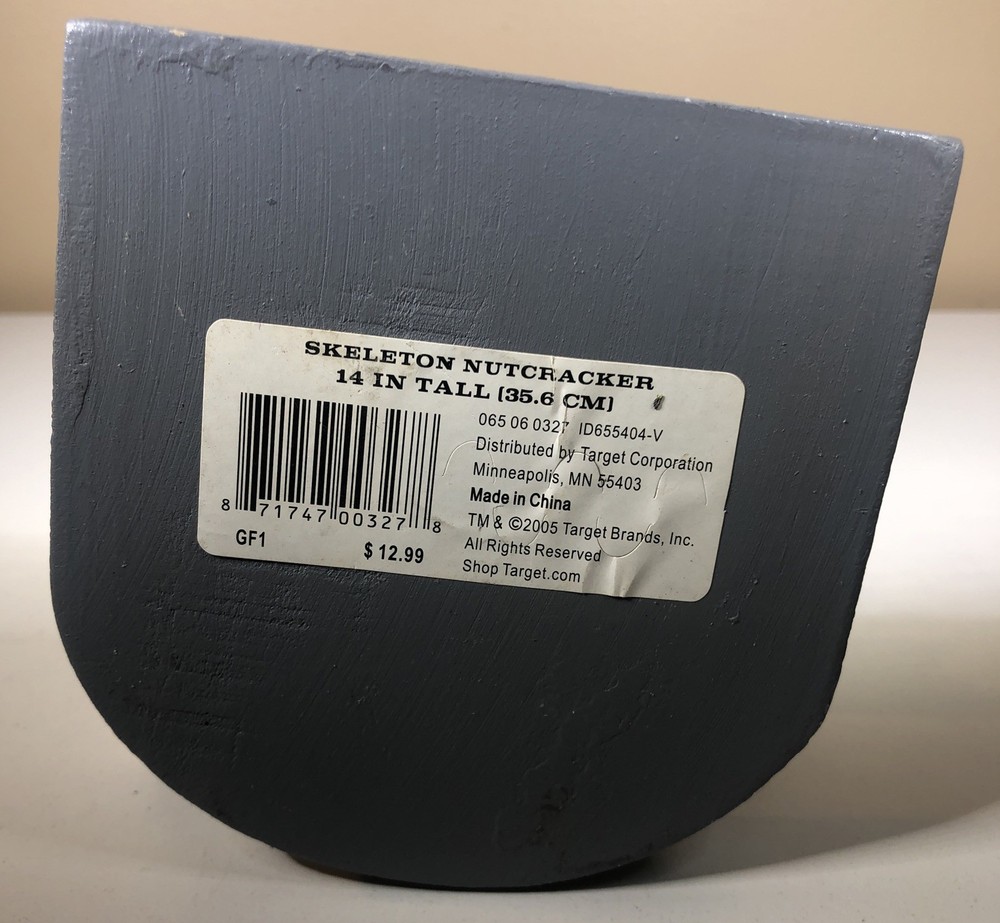 SKELETON NUTCRACKER
14 IN TALL (35.6 CM)
065 06 0327 ID655404-V
Distributed by Target Corporation
Minneapolis, MN 55403
Made in China
TM & ©2005 Target Brands, Inc.
All Rights Reserved
Shop Target.com
8 71747 00327 8
GF1 $ 12.99